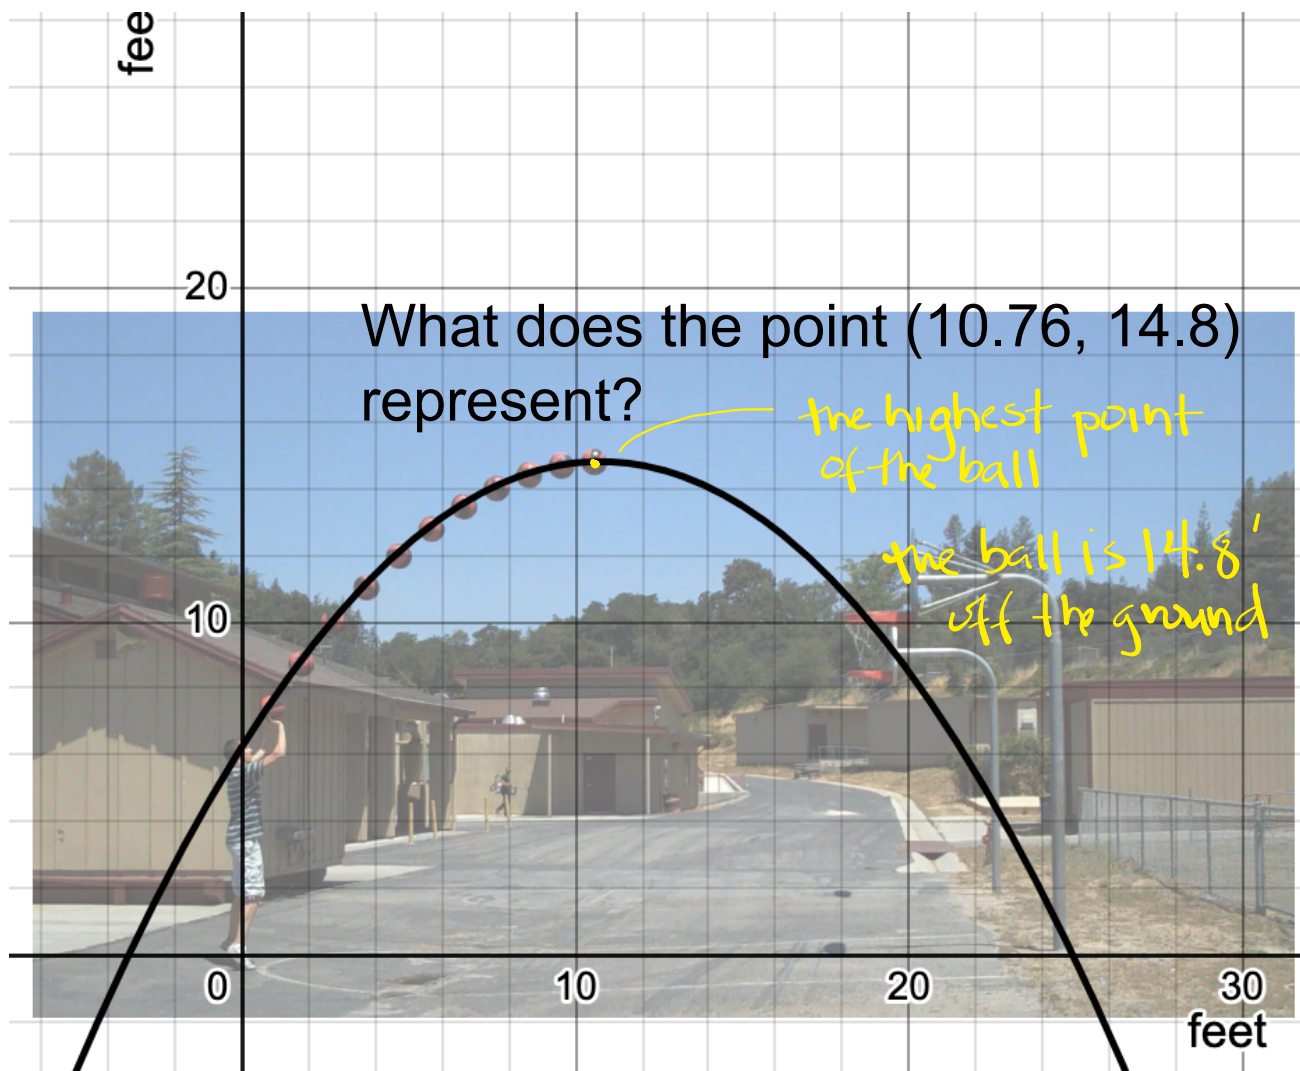 fee
20
What does the point (10.76, 14.8)
represent?
the highest point
of the ball
the ball is 14.8'
off the ground
10
0
10
20
30
feet